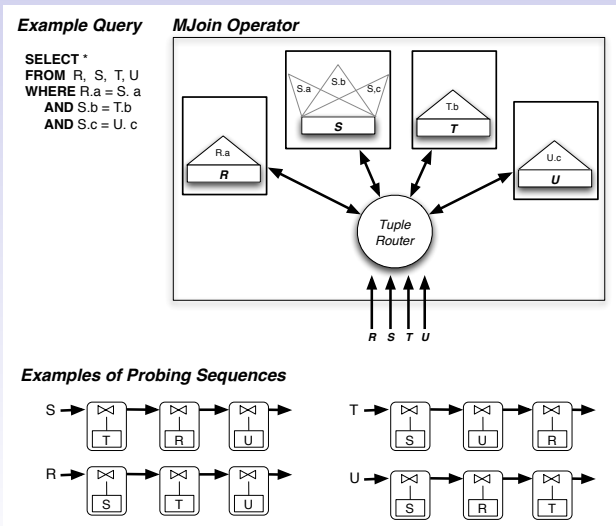 Example Query
MJoin Operator
SELECT *
FROM R, S, T, U
WHERE R.a = S. a
AND S.b = T.b
AND S.c = U. c
S.a
S.b
S,c
S
T.b
T
R.a
R
U.c
U
Tuple
Router
R S T U
Examples of Probing Sequences
S ⋈ ⋈ ⋈
T R U
T ⋈ ⋈ ⋈
S U R
R ⋈ ⋈ ⋈
S T U
U ⋈ ⋈ ⋈
S R T